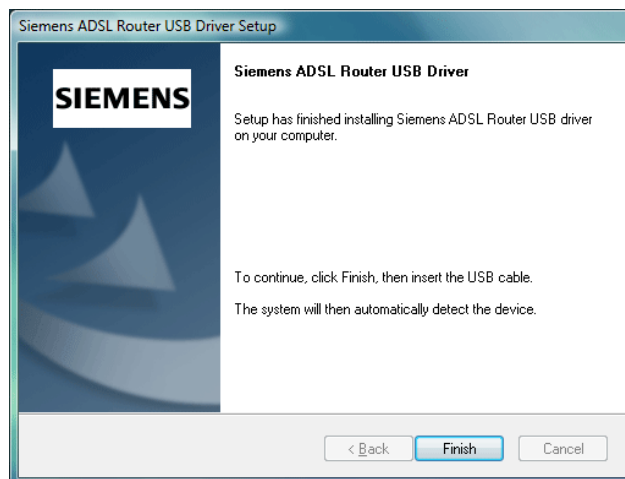 Siemens ADSL Router USB Driver Setup
SIEMENS
Siemens ADSL Router USB Driver
Setup has finished installing Siemens ADSL Router USB driver
on your computer.
To continue, click Finish, then insert the USB cable.
The system will then automatically detect the device.
< Back
Finish
Cancel